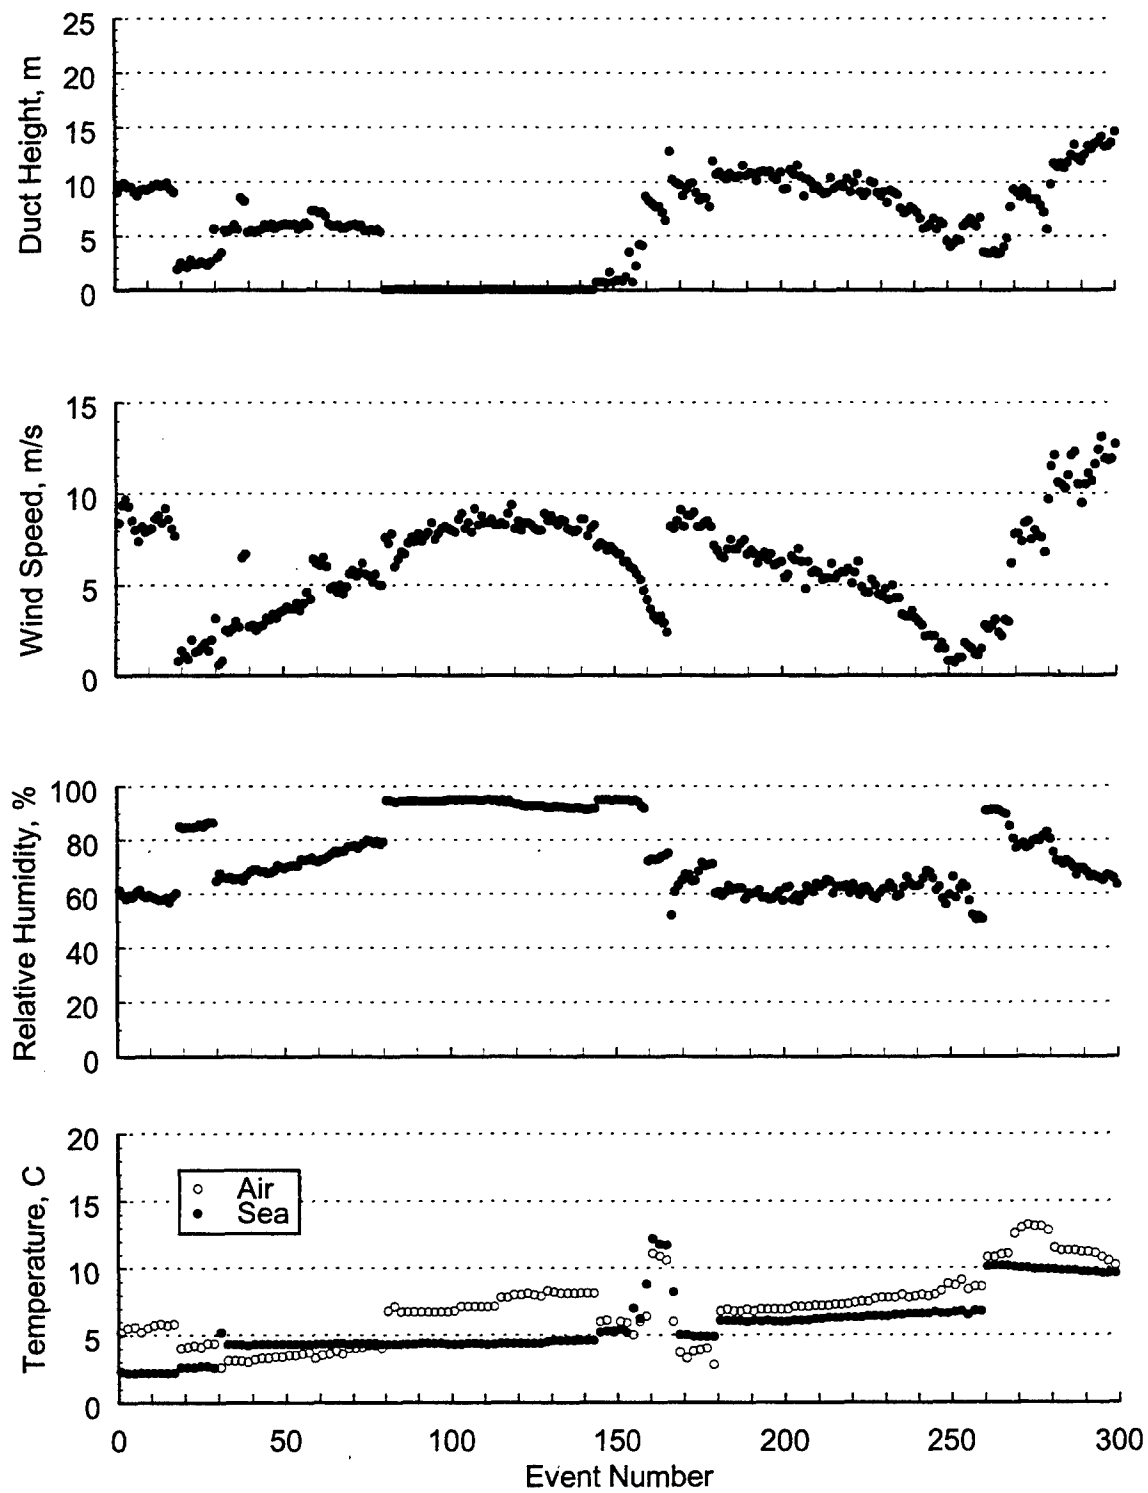 25
20
15
10
5
0
Duct Height, m
15
10
5
0
Wind Speed, m/s
100
80
60
40
20
0
Relative Humidity, %
20
15
10
5
0
Temperature, C
Air
Sea
0 50 100 150 200 250 300
Event Number